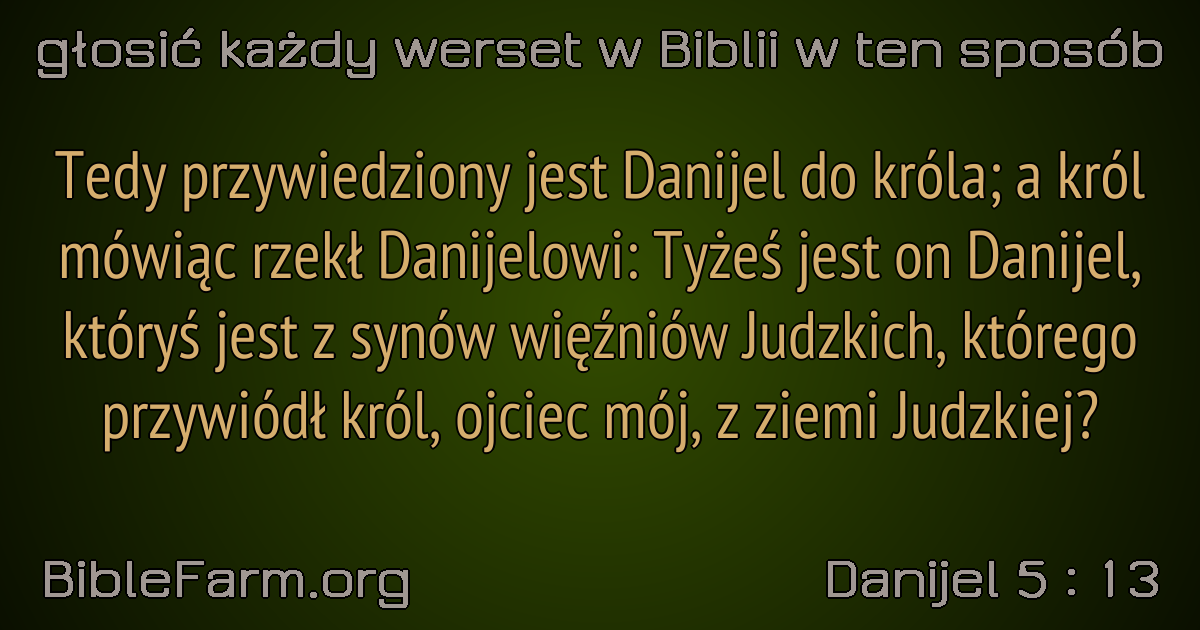 głosić każdy werset w Biblii w ten sposób
Tedy przywiedziony jest Danijel do króla; a król
mówiąc rzekł Danijelowi: Tyżeś jest on Danijel,
któryś jest z synów więźniów Judzkich, którego
przywiódł król, ojciec mój, z ziemi Judzkiej?
BibleFarm.org
Danijel 5 : 13